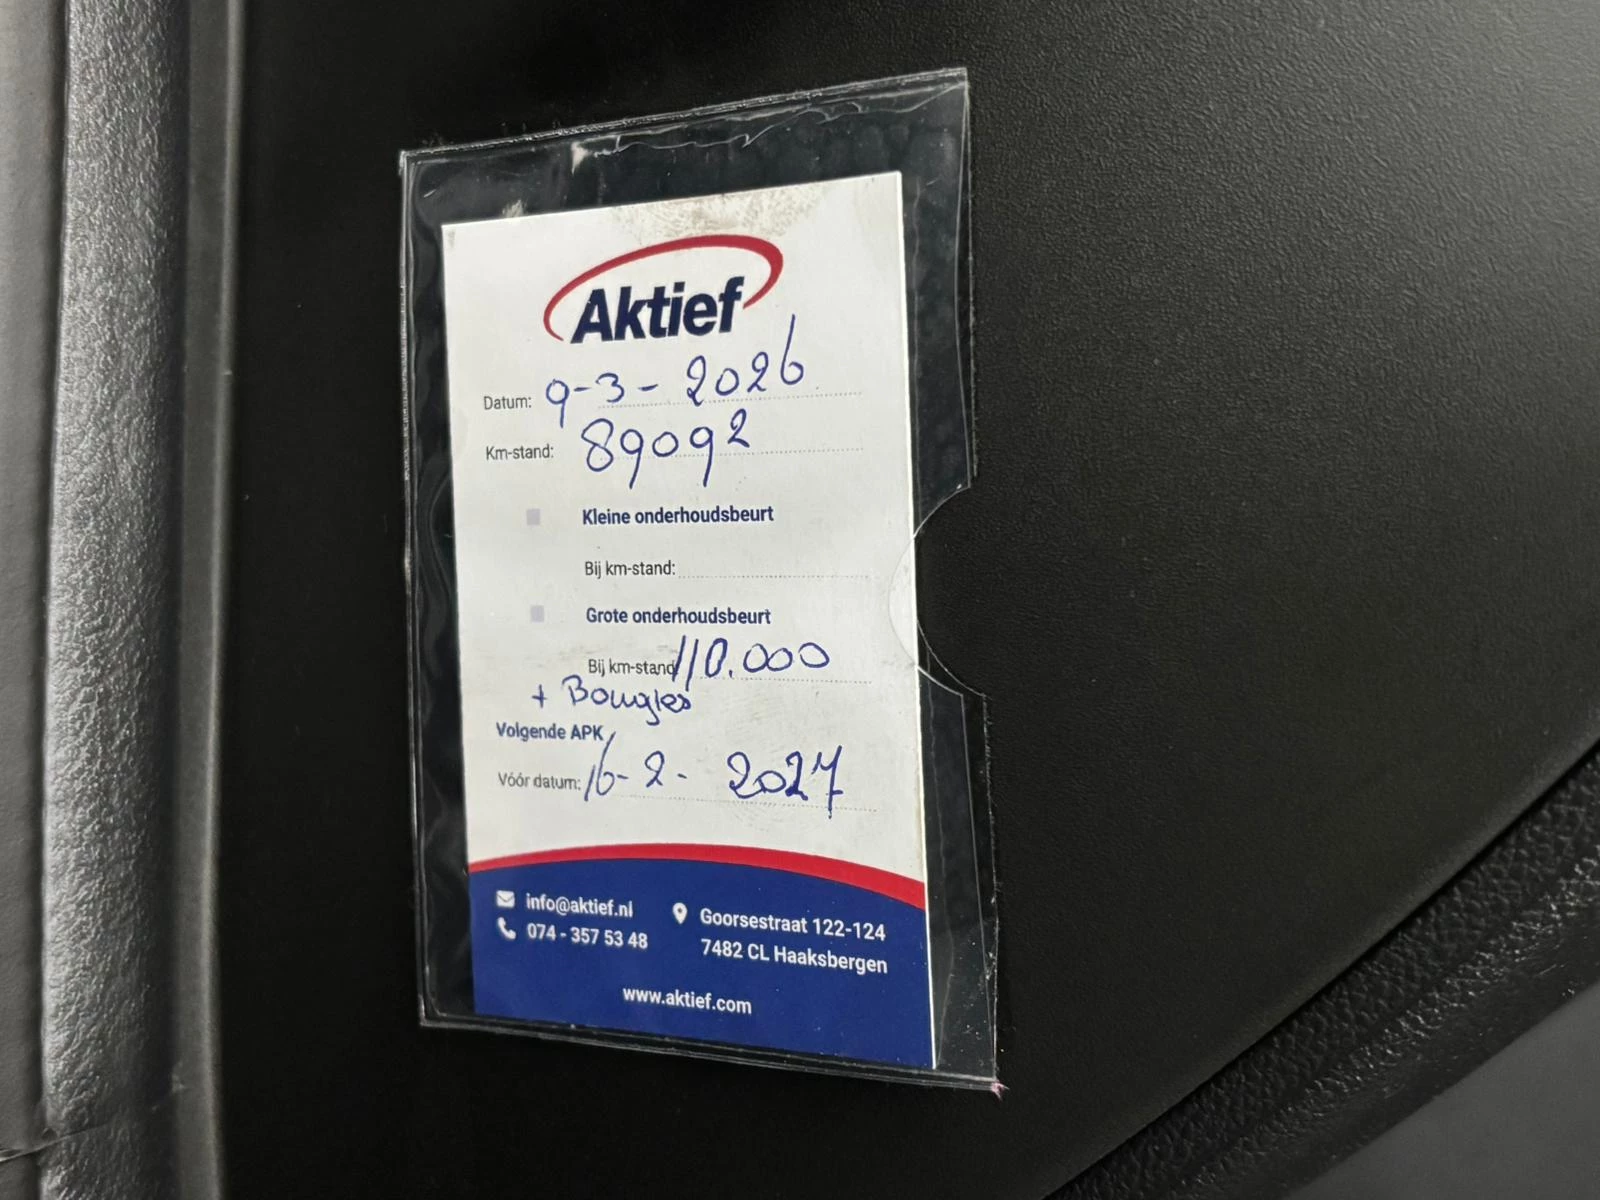 Aktief
Datum: 9-3-2026
Km-stand: 89092
Kleine onderhoudsbeurt
Bij km-stand:
Grote onderhoudsbeurt
Bij km-stand 110.000
+ Bougies
Volgende APK
Vóór datum: 16-2-2027
info@aktief.nl
074 - 357 53 48
Goorsestraat 122-124
7482 CL Haaksbergen
www.aktief.com